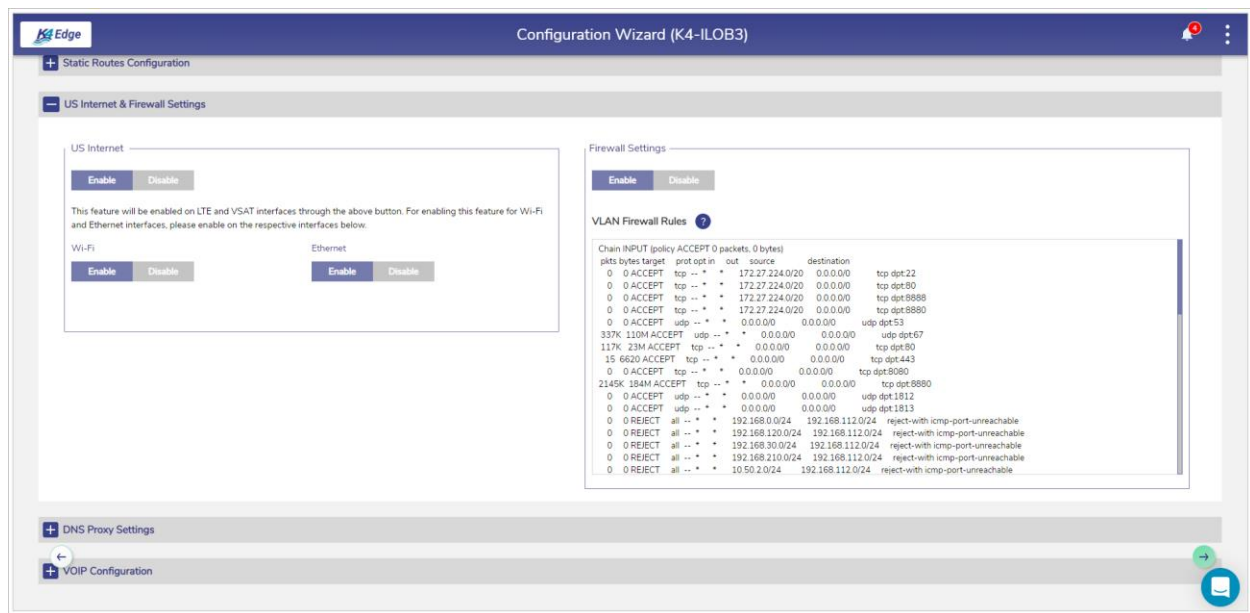 K4 Edge
Configuration Wizard (K4-ILOB3)
4
Static Routes Configuration
US Internet & Firewall Settings
US Internet
Enable Disable
This feature will be enabled on LTE and VSAT interfaces through the above button. For enabling this feature for Wi-Fi
and Ethernet interfaces, please enable on the respective interfaces below.
Wi-Fi Ethernet
Enable Disable Enable Disable
Firewall Settings
Enable Disable
VLAN Firewall Rules ?
Chain INPUT (policy ACCEPT 0 packets, 0 bytes)
pkts bytes target prot opt in out source destination
0 0 ACCEPT tcp -- * * 172.27.224.0/20 0.0.0.0/0 tcp dpt:22
0 0 ACCEPT tcp -- * * 172.27.224.0/20 0.0.0.0/0 tcp dpt:80
0 0 ACCEPT tcp -- * * 172.27.224.0/20 0.0.0.0/0 tcp dpt:8888
0 0 ACCEPT tcp -- * * 172.27.224.0/20 0.0.0.0/0 tcp dpt:8880
0 0 ACCEPT udp -- * * 0.0.0.0/0 0.0.0.0/0 udp dpt:53
337K 110M ACCEPT udp -- * * 0.0.0.0/0 0.0.0.0/0 udp dpt:67
117K 23M ACCEPT tcp -- * * 0.0.0.0/0 0.0.0.0/0 tcp dpt:80
15 6620 ACCEPT tcp -- * * 0.0.0.0/0 0.0.0.0/0 tcp dpt:443
0 0 ACCEPT tcp -- * * 0.0.0.0/0 0.0.0.0/0 tcp dpt:8080
2145K 184M ACCEPT tcp -- * * 0.0.0.0/0 0.0.0.0/0 tcp dpt:8880
0 0 ACCEPT udp -- * * 0.0.0.0/0 0.0.0.0/0 udp dpt:1812
0 0 ACCEPT udp -- * * 0.0.0.0/0 0.0.0.0/0 udp dpt:1813
0 0 REJECT all -- * * 192.168.0.0/24 192.168.112.0/24 reject-with icmp-port-unreachable
0 0 REJECT all -- * * 192.168.120.0/24 192.168.112.0/24 reject-with icmp-port-unreachable
0 0 REJECT all -- * * 192.168.30.0/24 192.168.112.0/24 reject-with icmp-port-unreachable
0 0 REJECT all -- * * 192.168.210.0/24 192.168.112.0/24 reject-with icmp-port-unreachable
0 0 REJECT all -- * * 10.50.2.0/24 192.168.112.0/24 reject-with icmp-port-unreachable
DNS Proxy Settings
VOIP Configuration